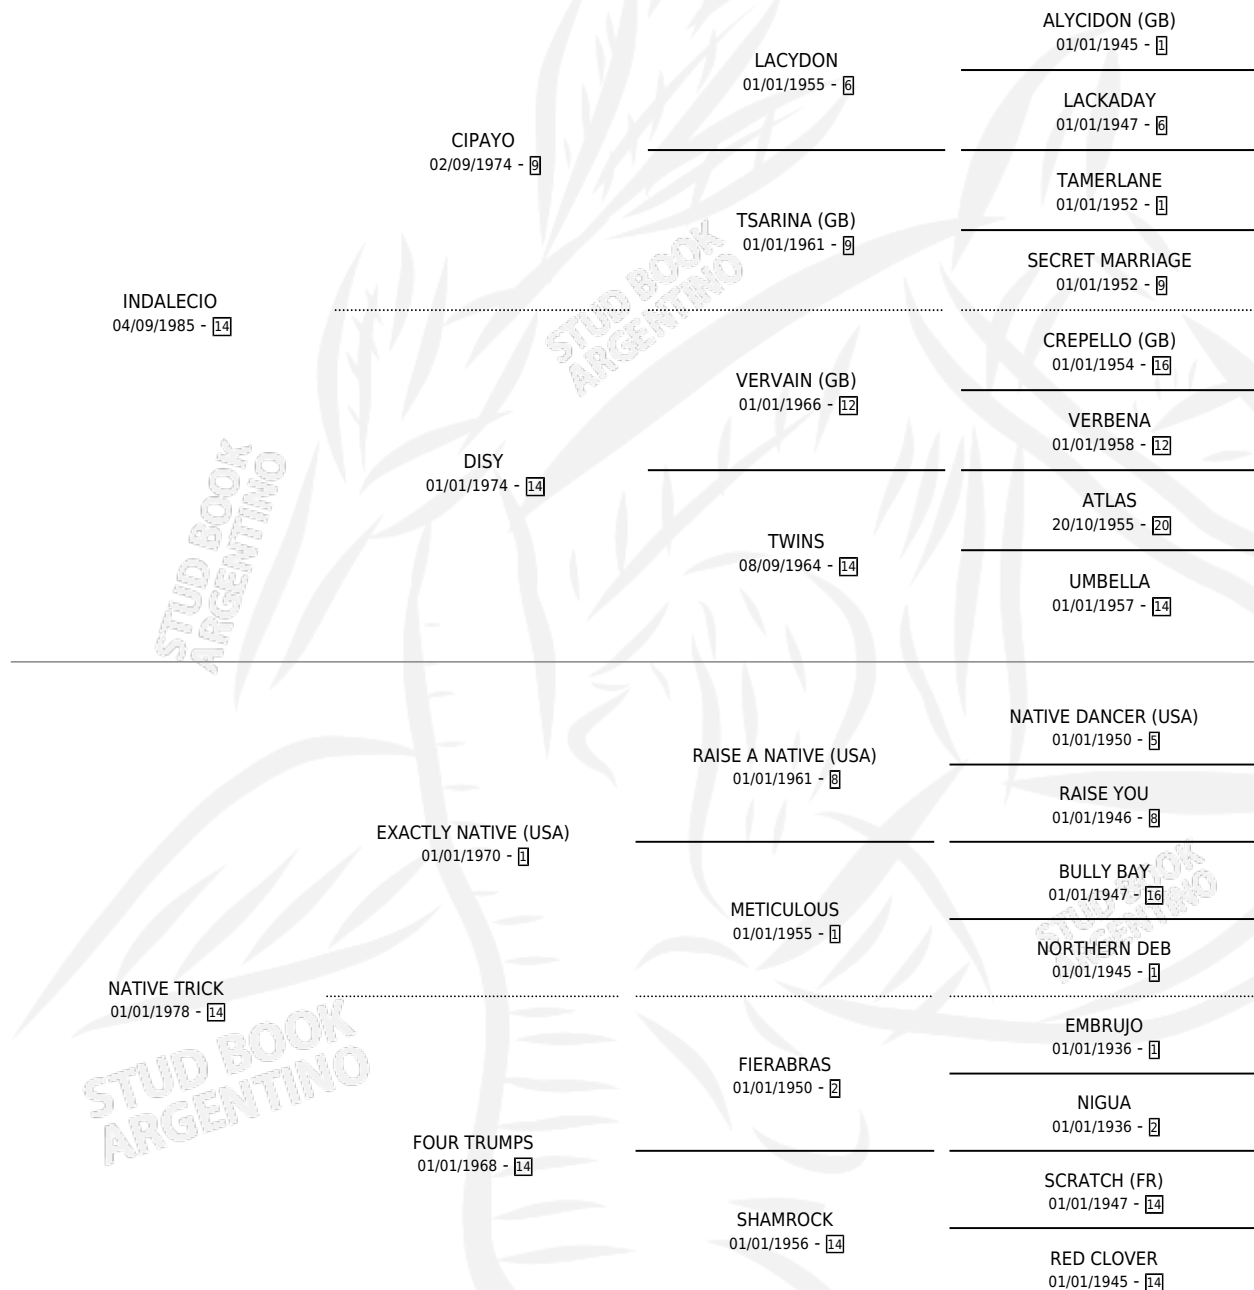 ALYCIDON (GB)
01/01/1945 - 1
LACYDON
01/01/1955 - 6
LACKADAY
01/01/1947 - 6
CIPAYO
02/09/1974 - 9
TAMERLANE
01/01/1952 - 1
TSARINA (GB)
01/01/1961 - 9
SECRET MARRIAGE
01/01/1952 - 9
INDALECIO
04/09/1985 - 14
STUD BOOK
ARGENTINO
CREPELLO (GB)
01/01/1954 - 16
VERVAIN (GB)
01/01/1966 - 12
VERBENA
01/01/1958 - 12
DISY
01/01/1974 - 14
ATLAS
20/10/1955 - 20
TWINS
08/09/1964 - 14
UMBELLA
01/01/1957 - 14
STUD BOOK
ARGENTINO
NATIVE DANCER (USA)
01/01/1950 - 5
RAISE A NATIVE (USA)
01/01/1961 - 8
RAISE YOU
01/01/1946 - 8
EXACTLY NATIVE (USA)
01/01/1970 - 1
BULLY BAY
01/01/1947 - 16
METICULOUS
01/01/1955 - 1
NORTHERN DEB
01/01/1945 - 1
STUD BOOK
ARGENTINO
NATIVE TRICK
01/01/1978 - 14
EMBRUJO
01/01/1936 - 1
FIERABRAS
01/01/1950 - 2
NIGUA
01/01/1936 - 2
STUD BOOK
ARGENTINO
FOUR TRUMPS
01/01/1968 - 14
SCRATCH (FR)
01/01/1947 - 14
SHAMROCK
01/01/1956 - 14
RED CLOVER
01/01/1945 - 14